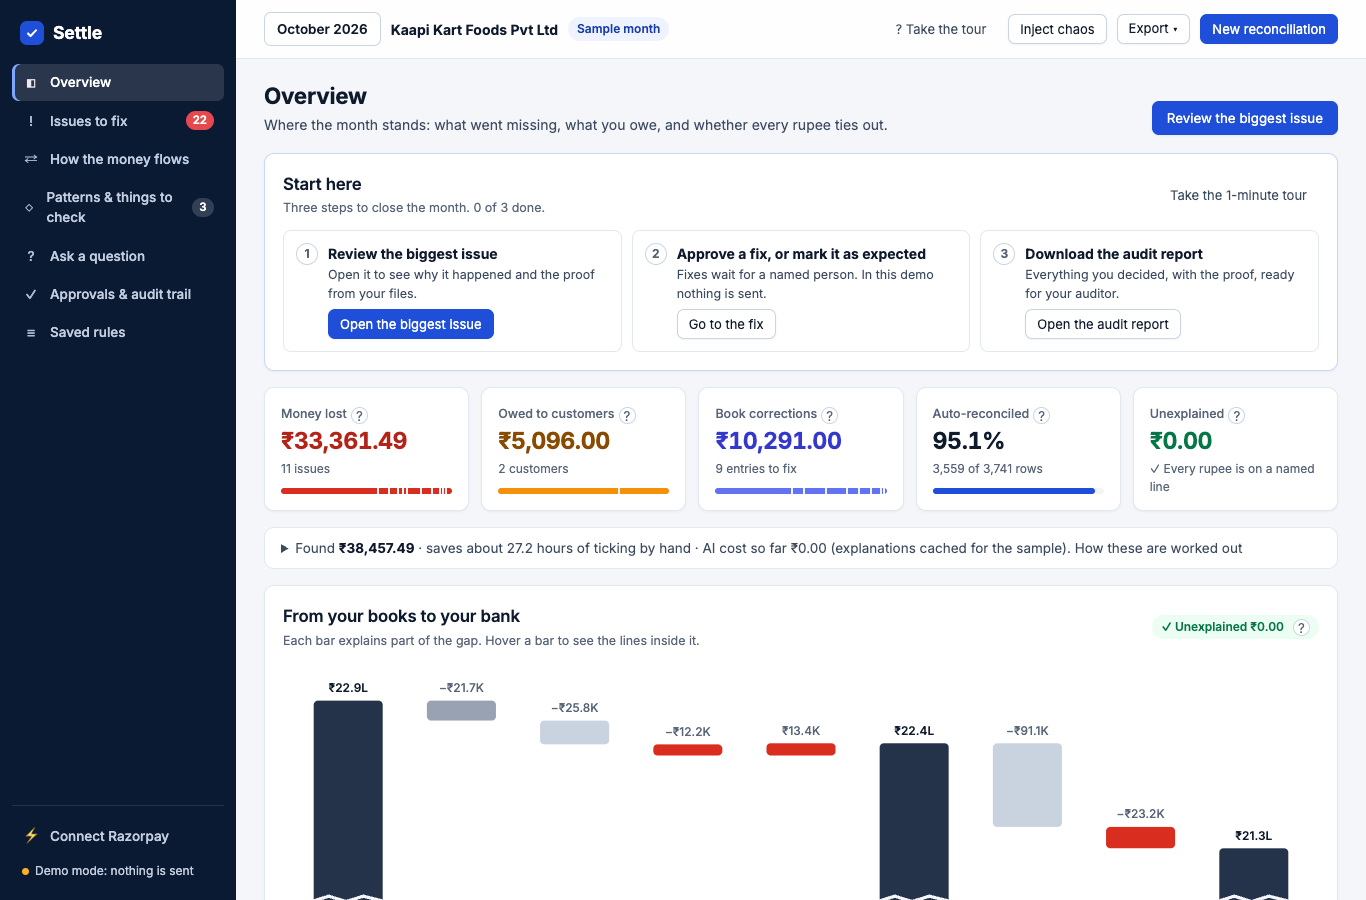 Settle
Overview
! Issues to fix 22
How the money flows
Patterns & things to
check
3
? Ask a question
Approvals & audit trail
Saved rules
Connect Razorpay
Demo mode: nothing is sent
October 2026
Kaapi Kart Foods Pvt Ltd
Sample month
? Take the tour
Inject chaos
Export
New reconciliation
Overview
Where the month stands: what went missing, what you owe, and whether every rupee ties out.
Review the biggest issue
Start here
Three steps to close the month. 0 of 3 done.
Take the 1-minute tour
1 Review the biggest issue
Open it to see why it happened and the proof
from your files.
Open the biggest issue
2 Approve a fix, or mark it as expected
Fixes wait for a named person. In this demo
nothing is sent.
Go to the fix
3 Download the audit report
Everything you decided, with the proof, ready
for your auditor.
Open the audit report
Money lost ?
₹33,361.49
11 issues
Owed to customers ?
₹5,096.00
2 customers
Book corrections ?
₹10,291.00
9 entries to fix
Auto-reconciled ?
95.1%
3,559 of 3,741 rows
Unexplained ?
₹0.00
✓ Every rupee is on a named
line
Found ₹38,457.49 · saves about 27.2 hours of ticking by hand · AI cost so far ₹0.00 (explanations cached for the sample). How these are worked out
From your books to your bank
Each bar explains part of the gap. Hover a bar to see the lines inside it.
✓ Unexplained ₹0.00 ?
₹22.9L
−₹21.7K
−₹25.8K
−₹12.2K
₹13.4K
₹22.4L
−₹91.1K
−₹23.2K
₹21.3L